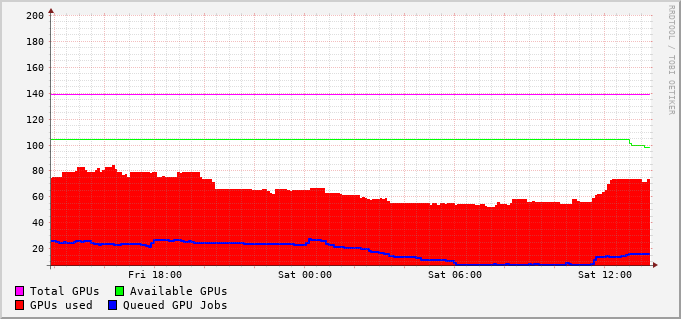 200
180
160
140
120
100
80
60
40
20
Fri 18:00 Sat 00:00 Sat 06:00 Sat 12:00
Total GPUs Available GPUs
GPUs used Queued GPU Jobs
RRDTOOL / TOBI OETIKER